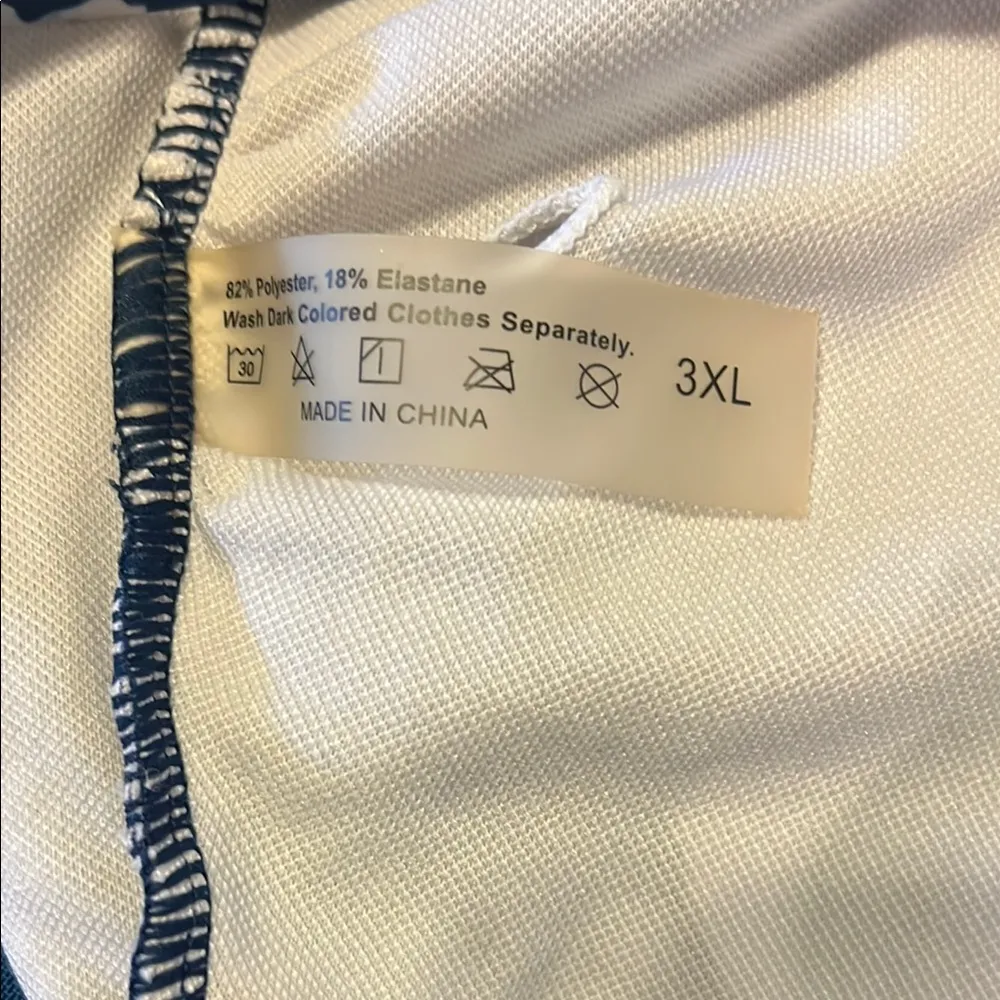 82% Polyester, 18% Elastane
Wash Dark Colored Clothes Separately.
30
3XL
MADE IN CHINA